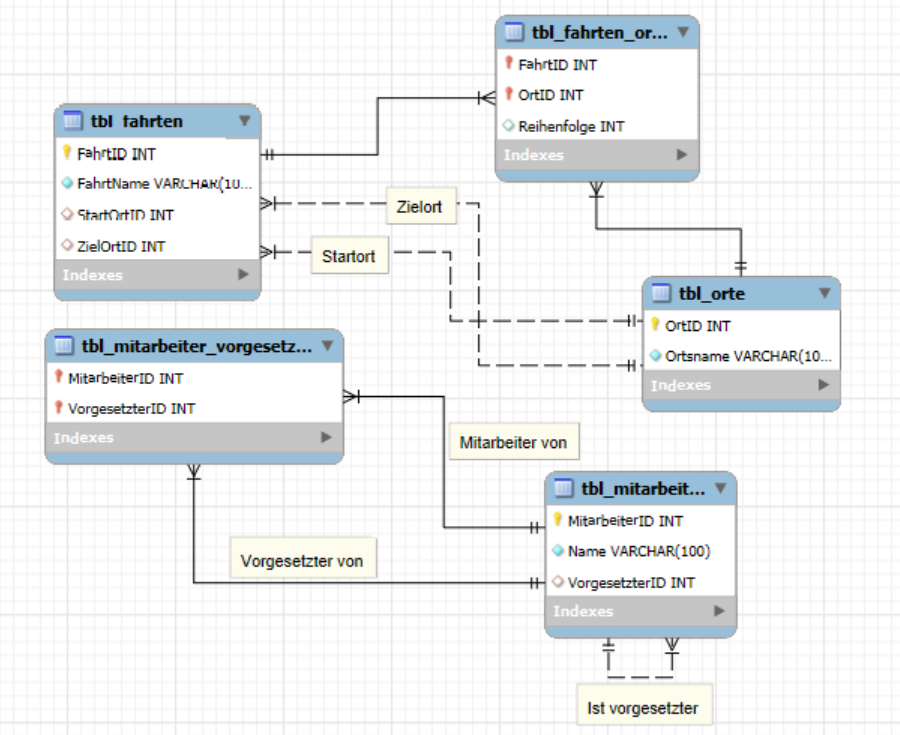 tbl_fahrten_or...
FahrtID INT
OrtID INT
Reihenfolge INT
Indexes
tbl_fahrten
FahrtID INT
FahrtName VARCHAR(10...
StartOrtID INT
ZielOrtID INT
Indexes
Zielort
Startort
tbl_orte
OrtID INT
Ortsname VARCHAR(10...
Indexes
tbl_mitarbeiter_vorgesetz...
MitarbeiterID INT
VorgesetzterID INT
Indexes
Mitarbeiter von
Vorgesetzter von
tbl_mitarbeit...
MitarbeiterID INT
Name VARCHAR(100)
VorgesetzterID INT
Indexes
Ist vorgesetzter